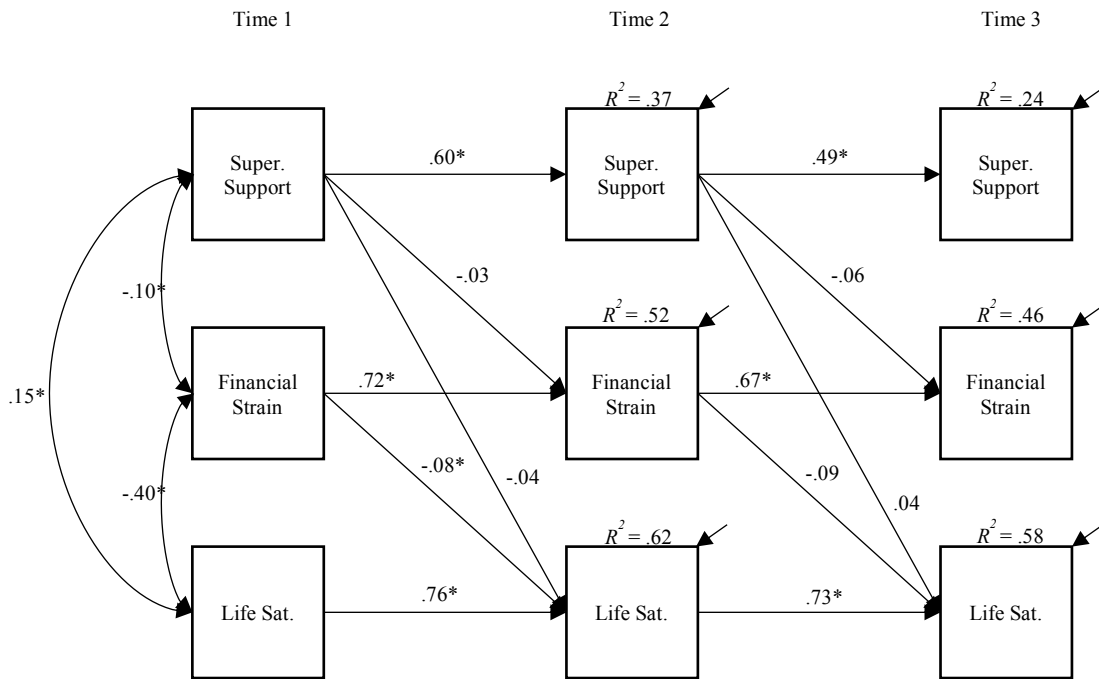 Time 1
Time 2
Time 3
R² = .37
R² = .24
Super.
Support
.60*
Super.
Support
.49*
Super.
Support
-.10*
-.03
-.06
R² = .52
R² = .46
.15*
Financial
Strain
.72*
Financial
Strain
.67*
Financial
Strain
-.40*
-.08*
-.04
-.09
.04
R² = .62
R² = .58
Life Sat.
.76*
Life Sat.
.73*
Life Sat.